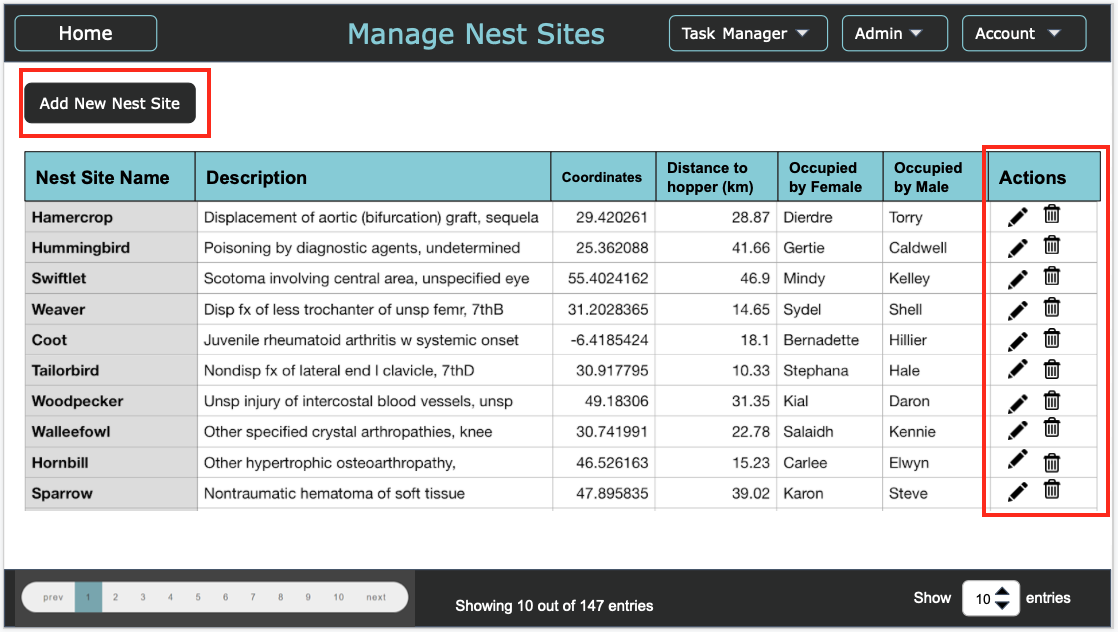 Home Manage Nest Sites Task Manager Admin Account
Add New Nest Site
Nest Site Name Description Coordinates Distance to hopper (km) Occupied by Female Occupied by Male Actions
Hamercrop Displacement of aortic (bifurcation) graft, sequela 29.420261 28.87 Dierdre Torry
Hummingbird Poisoning by diagnostic agents, undetermined 25.362088 41.66 Gertie Caldwell
Swiftlet Scotoma involving central area, unspecified eye 55.4024162 46.9 Mindy Kelley
Weaver Disp fx of less trochanter of unsp femr, 7thB 31.2028365 14.65 Sydel Shell
Coot Juvenile rheumatoid arthritis w systemic onset -6.4185424 18.1 Bernadette Hillier
Tailorbird Nondisp fx of lateral end l clavicle, 7thD 30.917795 10.33 Stephana Hale
Woodpecker Unsp injury of intercostal blood vessels, unsp 49.18306 31.35 Kial Daron
Walleefowl Other specified crystal arthropathies, knee 30.741991 22.78 Salaidh Kennie
Hornbill Other hypertrophic osteoarthropathy, 46.526163 15.23 Carlee Elwyn
Sparrow Nontraumatic hematoma of soft tissue 47.895835 39.02 Karon Steve
prev 1 2 3 4 5 6 7 8 9 10 next Showing 10 out of 147 entries Show 10 entries